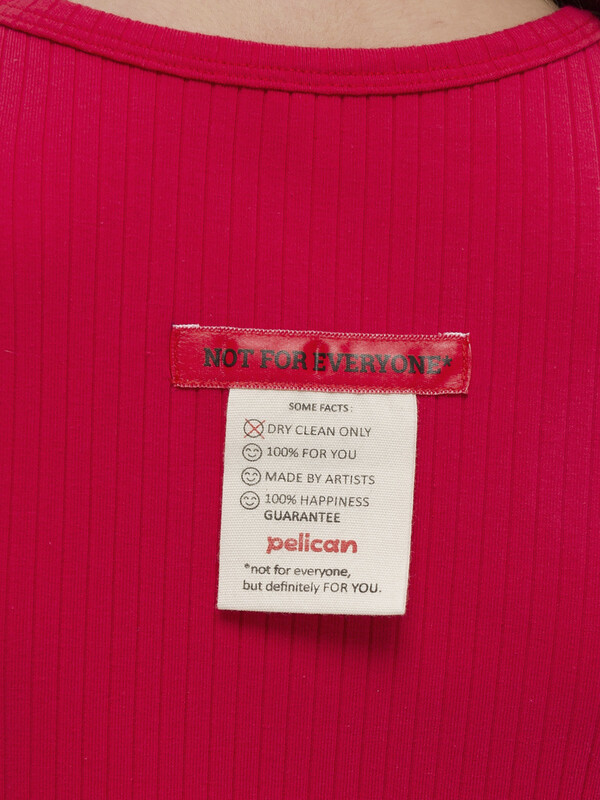 NOT FOR EVERYONE*
SOME FACTS:
DRY CLEAN ONLY
100% FOR YOU
MADE BY ARTISTS
100% HAPPINESS
GUARANTEE
pelican
*not for everyone,
but definitely FOR YOU.